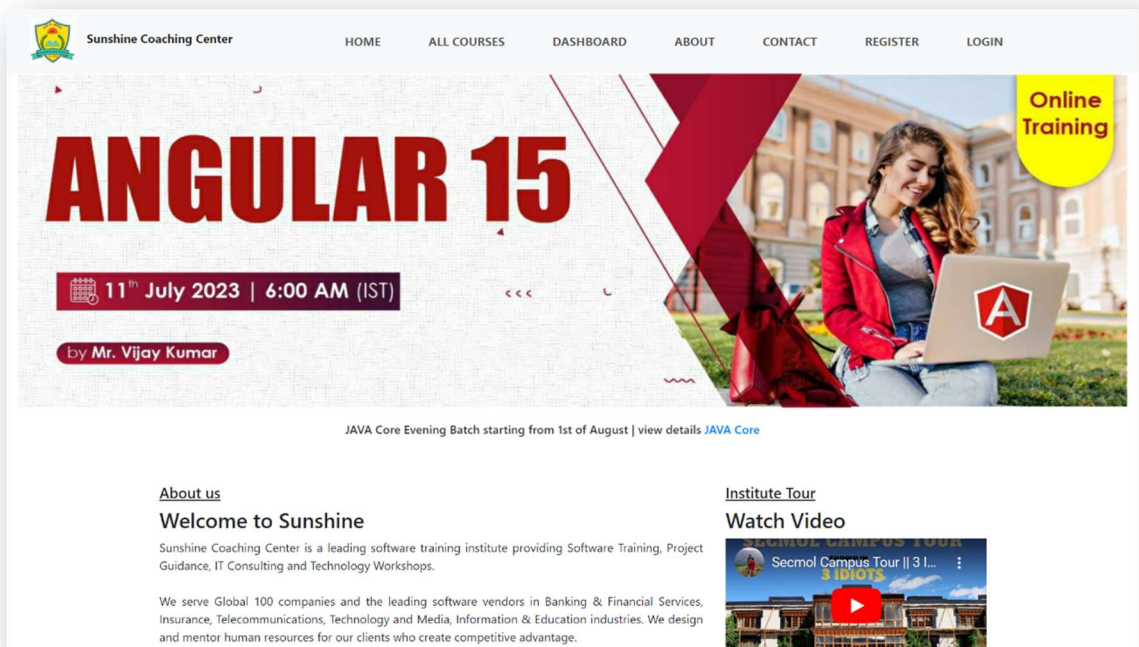 Sunshine Coaching Center
HOME ALL COURSES DASHBOARD ABOUT CONTACT REGISTER LOGIN
Online
Training
ANGULAR 15
11th July 2023 | 6:00 AM (IST)
by Mr. Vijay Kumar
A
JAVA Core Evening Batch starting from 1st of August | view details JAVA Core
About us
Welcome to Sunshine
Sunshine Coaching Center is a leading software training institute providing Software Training, Project
Guidance, IT Consulting and Technology Workshops.
We serve Global 100 companies and the leading software vendors in Banking & Financial Services,
Insurance, Telecommunications, Technology and Media, Information & Education industries. We design
and mentor human resources for our clients who create competitive advantage.
Institute Tour
Watch Video
SECMOL CAMPUS TOUR
Secmol Campus Tour || 3 I...
3 IDIOTS